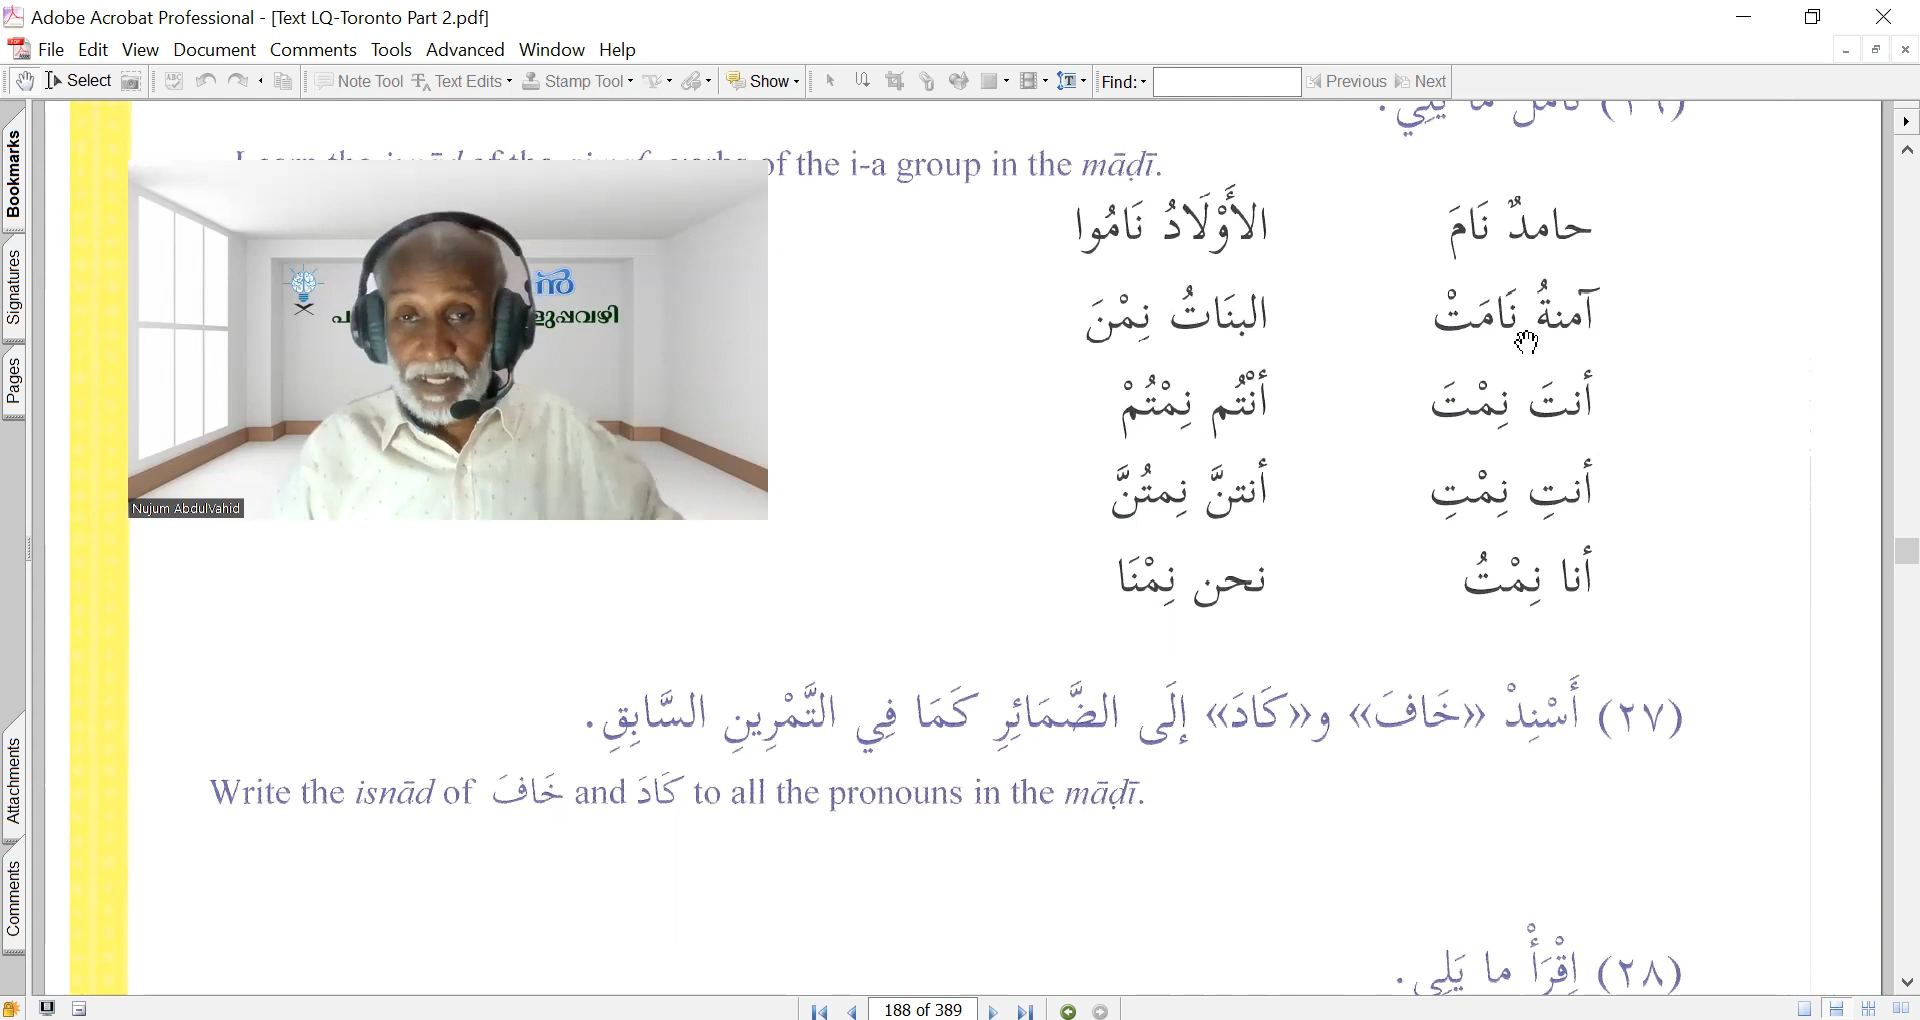 Adobe Acrobat Professional - [Text LQ-Toronto Part 2.pdf]
File Edit View Document Comments Tools Advanced Window Help
Select Note Tool Text Edits Stamp Tool Show Find: Previous Next
Bookmarks
Signatures
Pages
Attachments
Comments
of the i-a group in the māḍī.
حامدٌ نَامَ الأَوْلَادُ نَامُوا
آمنةُ نَامَتْ البنَاتُ نِمْنَ
أنتَ نِمْتَ أنْتُم نِمْتُمْ
أنتِ نِمْتِ أنتنَّ نِمتُنَّ
أنا نِمْتُ نحن نِمْنَا
Nujum AbdulVahid
(٢٧) أَسْنِدْ «خَافَ» و«كَادَ» إلَى الضَّمَائِرِ كَمَا فِي التَّمْرِينِ السَّابِقِ.
Write the isnād of خَافَ and كَادَ to all the pronouns in the māḍī.
(٢٨) اِقْرَأْ ما يَلِي.
188 of 389